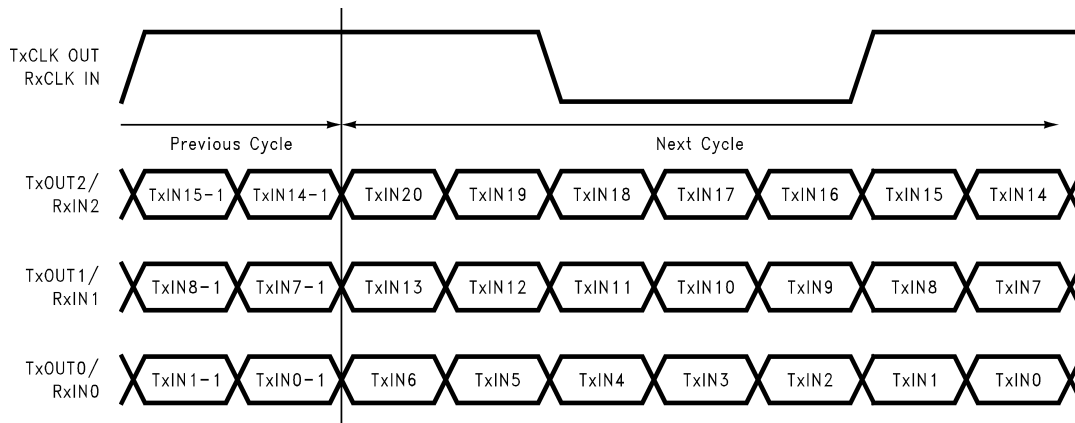 TxCLK OUT
RxCLK IN
Previous Cycle
Next Cycle
TxOUT2/
RxIN2
TxIN15-1 TxIN14-1 TxIN20 TxIN19 TxIN18 TxIN17 TxIN16 TxIN15 TxIN14
TxOUT1/
RxIN1
TxIN8-1 TxIN7-1 TxIN13 TxIN12 TxIN11 TxIN10 TxIN9 TxIN8 TxIN7
TxOUT0/
RxIN0
TxIN1-1 TxIN0-1 TxIN6 TxIN5 TxIN4 TxIN3 TxIN2 TxIN1 TxIN0